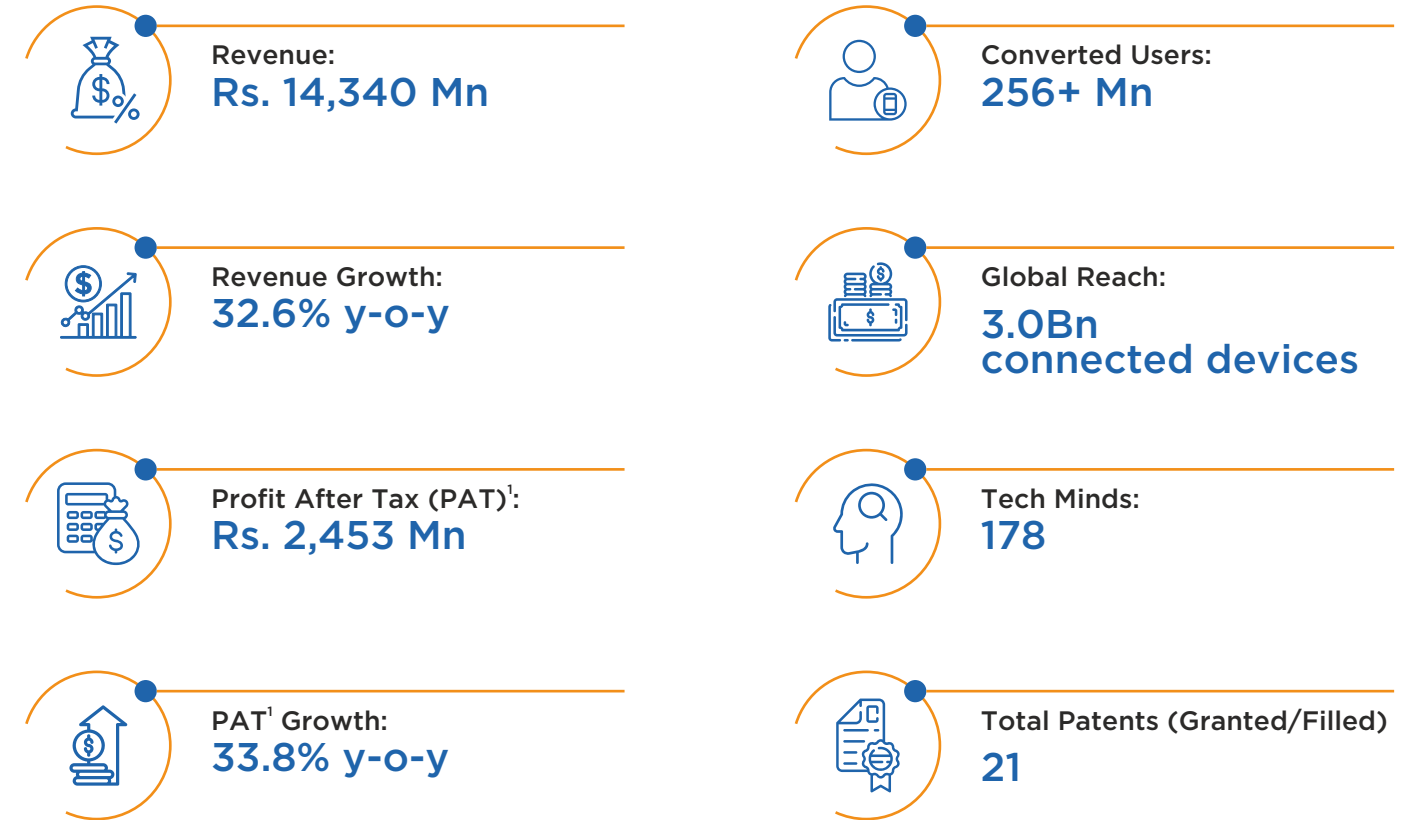 Revenue:
Rs. 14,340 Mn
Revenue Growth:
32.6% y-o-y
Profit After Tax (PAT)¹:
Rs. 2,453 Mn
PAT¹ Growth:
33.8% y-o-y
Converted Users:
256+ Mn
Global Reach:
3.0Bn
connected devices
Tech Minds:
178
Total Patents (Granted/Filled)
21